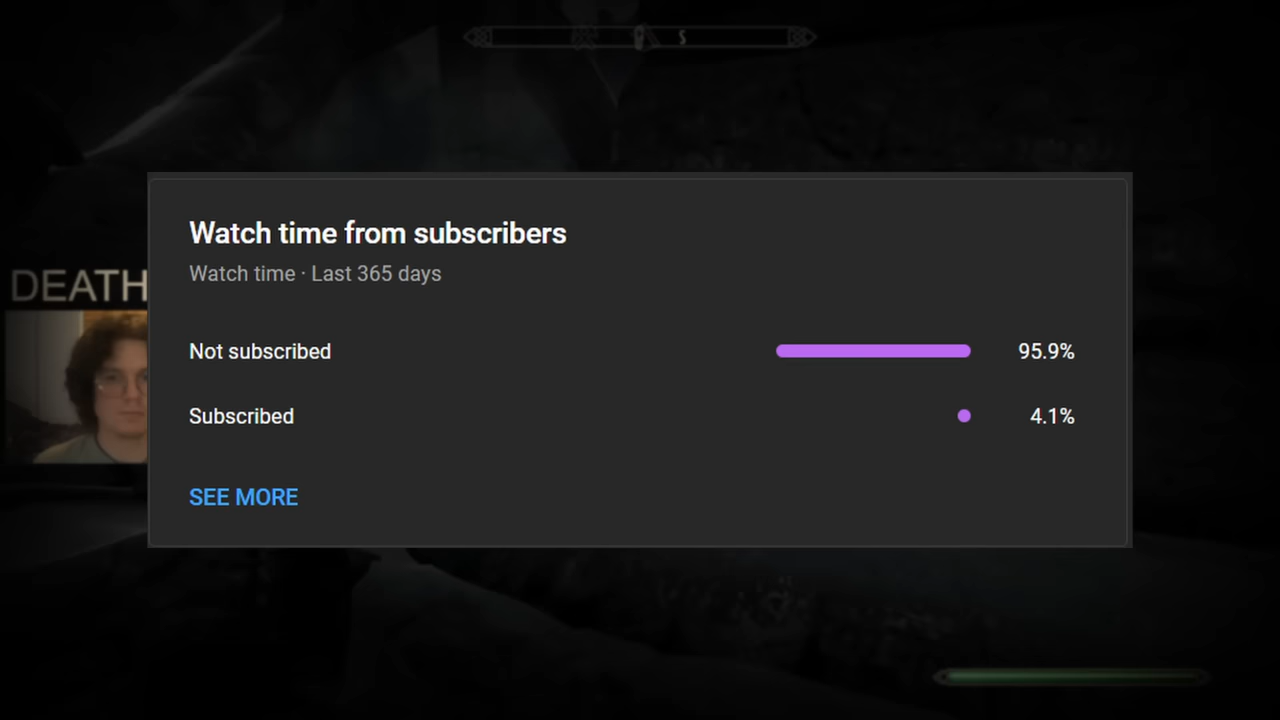 S
Watch time from subscribers
Watch time · Last 365 days
DEATH
Not subscribed 95.9%
Subscribed 4.1%
SEE MORE